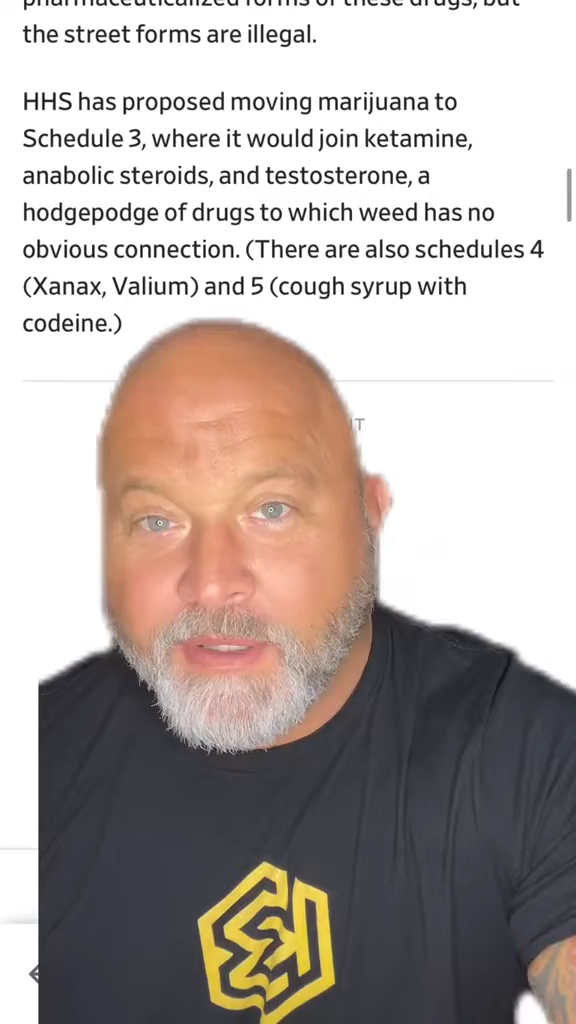 the street forms are illegal.
HHS has proposed moving marijuana to
Schedule 3, where it would join ketamine,
anabolic steroids, and testosterone, a
hodgepodge of drugs to which weed has no
obvious connection. (There are also schedules 4
(Xanax, Valium) and 5 (cough syrup with
codeine.)